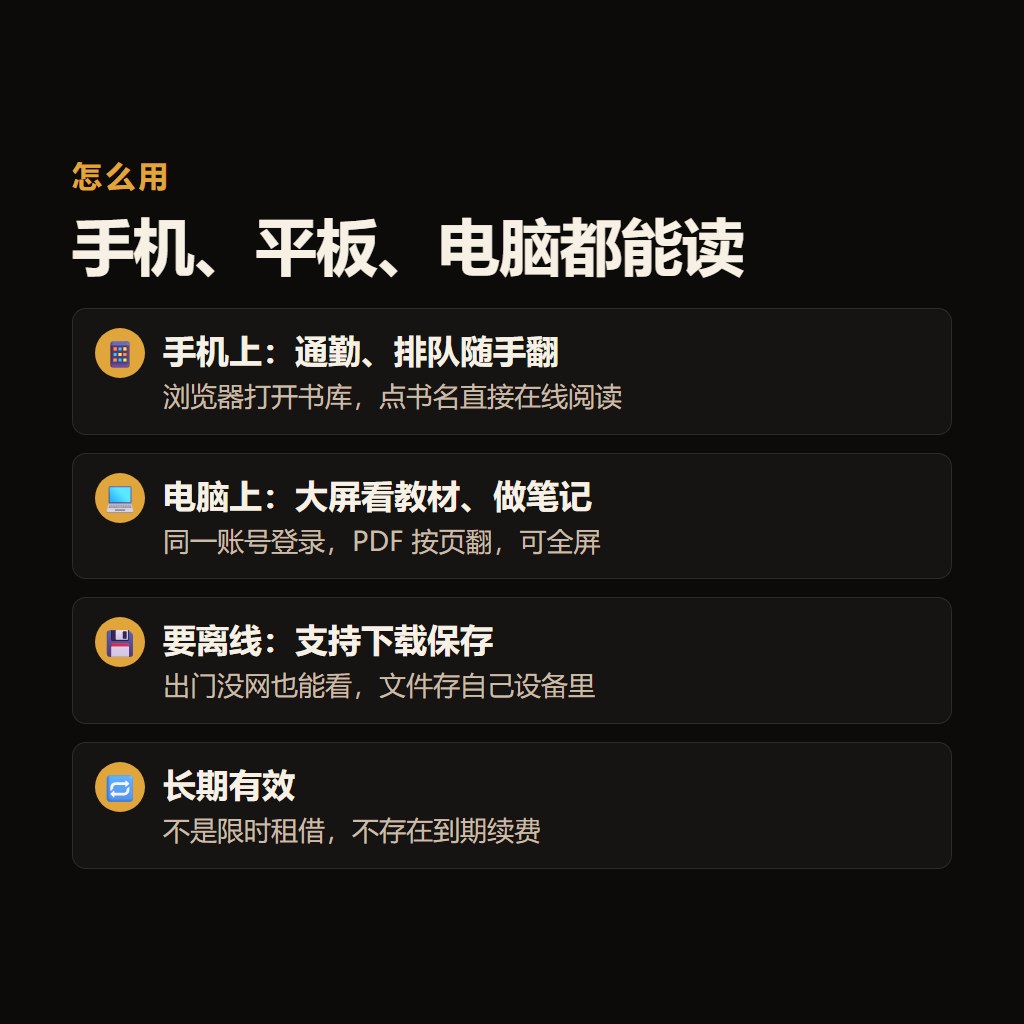 怎么用
手机、平板、电脑都能读
手机上：通勤、排队随手翻
浏览器打开书库，点书名直接在线阅读
电脑上：大屏看教材、做笔记
同一账号登录，PDF 按页翻，可全屏
要离线：支持下载保存
出门没网也能看，文件存自己设备里
长期有效
不是限时租借，不存在到期续费